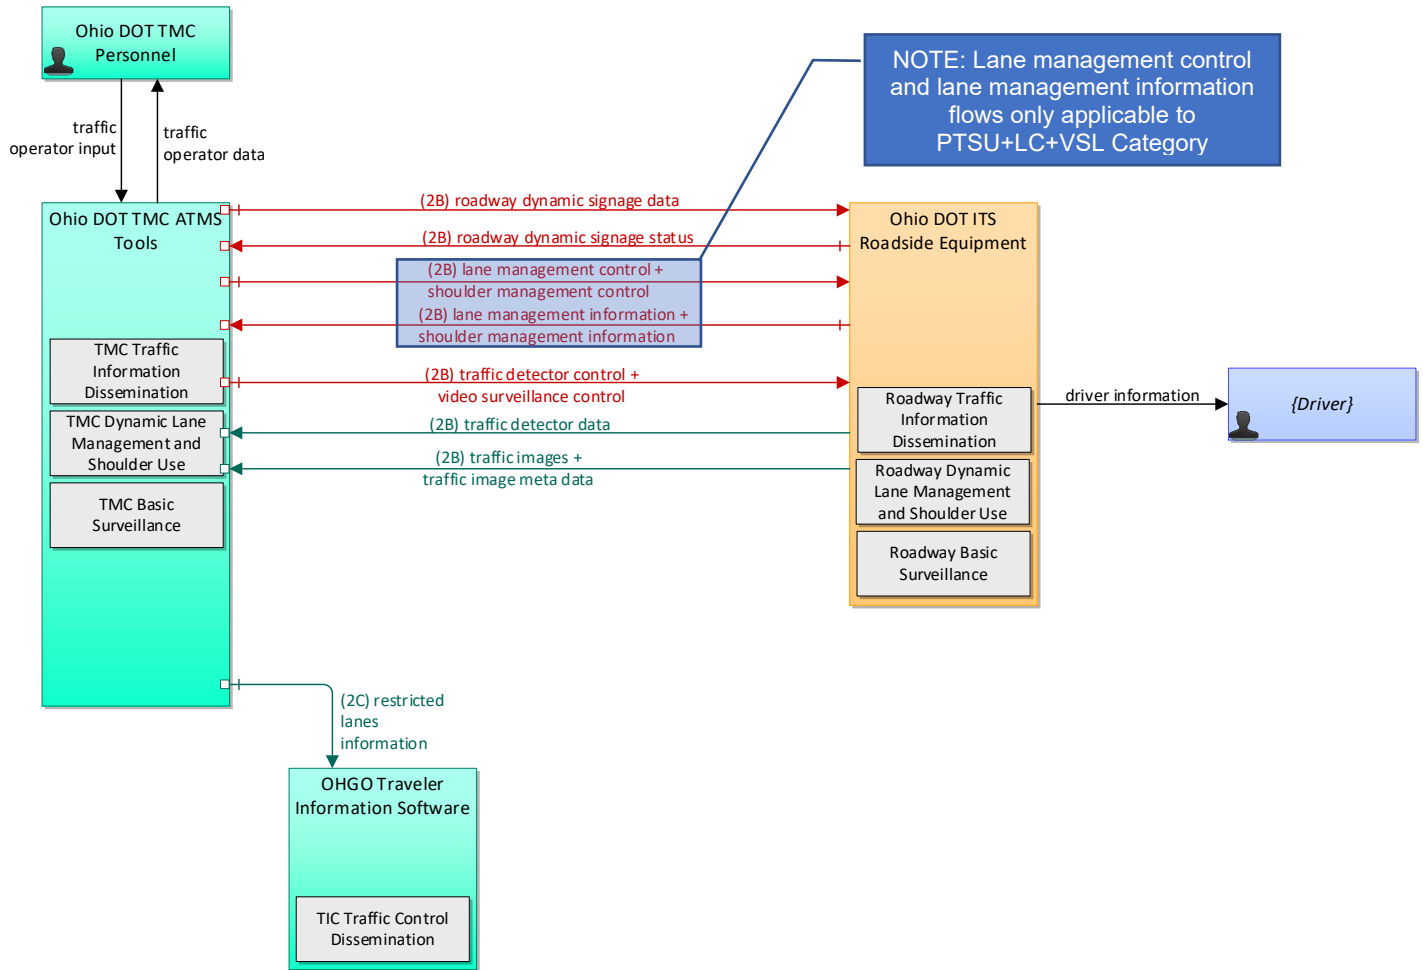 Ohio DOT TMC
Personnel
NOTE: Lane management control
and lane management information
flows only applicable to
PTSU+LC+VSL Category
traffic
operator input
traffic
operator data
Ohio DOT TMC ATMS
Tools
(2B) roadway dynamic signage data
(2B) roadway dynamic signage status
(2B) lane management control +
shoulder management control
(2B) lane management information +
shoulder management information
(2B) traffic detector control +
video surveillance control
(2B) traffic detector data
(2B) traffic images +
traffic image meta data
TMC Traffic
Information
Dissemination
TMC Dynamic Lane
Management and
Shoulder Use
TMC Basic
Surveillance
Ohio DOT ITS
Roadside Equipment
Roadway Traffic
Information
Dissemination
Roadway Dynamic
Lane Management
and Shoulder Use
Roadway Basic
Surveillance
driver information
{Driver}
(2C) restricted
lanes
information
OHGO Traveler
Information Software
TIC Traffic Control
Dissemination